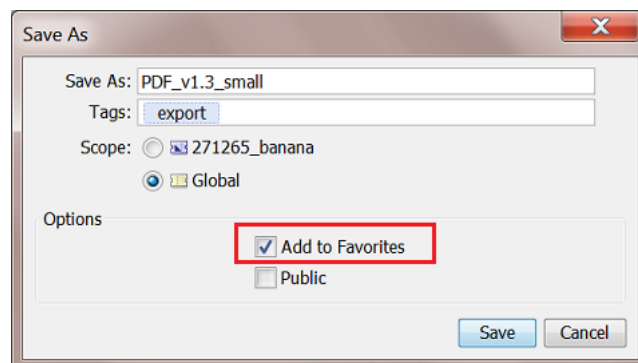 Save As
Save As: PDF_v1.3_small
Tags: export
Scope: 271265_banana
Global
Options
Add to Favorites
Public
Save Cancel